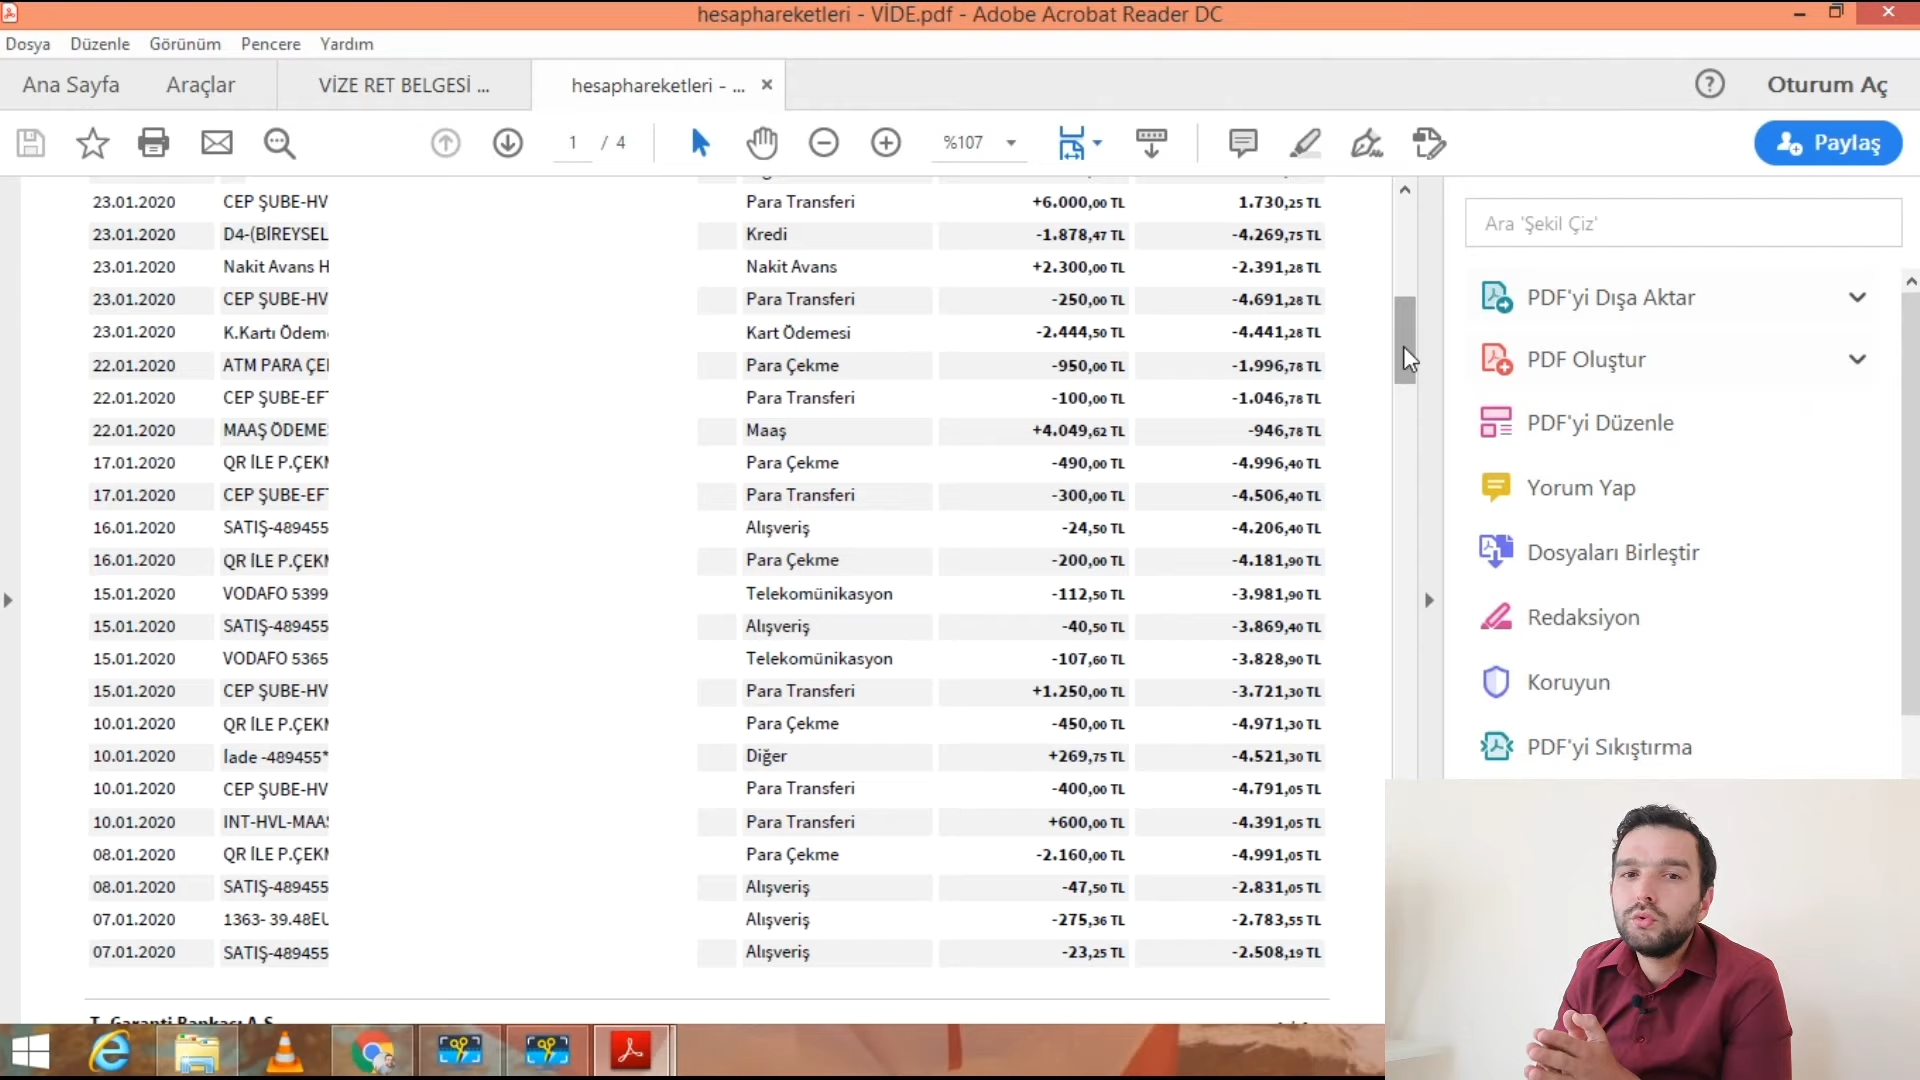 hesaphareketleri - VİDE.pdf - Adobe Acrobat Reader DC
Dosya Düzenle Görünüm Pencere Yardım
Ana Sayfa Araçlar VİZE RET BELGESİ ... hesaphareketleri - ... Oturum Aç
1 / 4 %107 Paylaş
23.01.2020 CEP ŞUBE-HV Para Transferi +6.000,00 TL 1.730,25 TL
23.01.2020 D4-(BİREYSEL Kredi -1.878,47 TL -4.269,75 TL
23.01.2020 Nakit Avans H Nakit Avans +2.300,00 TL -2.391,28 TL
23.01.2020 CEP ŞUBE-HV Para Transferi -250,00 TL -4.691,28 TL
23.01.2020 K.Kartı Ödem Kart Ödemesi -2.444,50 TL -4.441,28 TL
22.01.2020 ATM PARA ÇEI Para Çekme -950,00 TL -1.996,78 TL
22.01.2020 CEP ŞUBE-EFT Para Transferi -100,00 TL -1.046,78 TL
22.01.2020 MAAŞ ÖDEME Maaş +4.049,62 TL -946,78 TL
17.01.2020 QR İLE P.ÇEKM Para Çekme -490,00 TL -4.996,40 TL
17.01.2020 CEP ŞUBE-EFT Para Transferi -300,00 TL -4.506,40 TL
16.01.2020 SATIŞ-489455 Alışveriş -24,50 TL -4.206,40 TL
16.01.2020 QR İLE P.ÇEKM Para Çekme -200,00 TL -4.181,90 TL
15.01.2020 VODAFO 5399 Telekomünikasyon -112,50 TL -3.981,90 TL
15.01.2020 SATIŞ-489455 Alışveriş -40,50 TL -3.869,40 TL
15.01.2020 VODAFO 5365 Telekomünikasyon -107,60 TL -3.828,90 TL
15.01.2020 CEP ŞUBE-HV Para Transferi +1.250,00 TL -3.721,30 TL
10.01.2020 QR İLE P.ÇEKM Para Çekme -450,00 TL -4.971,30 TL
10.01.2020 İade -489455* Diğer +269,75 TL -4.521,30 TL
10.01.2020 CEP ŞUBE-HV Para Transferi -400,00 TL -4.791,05 TL
10.01.2020 INT-HVL-MAAŞ Para Transferi +600,00 TL -4.391,05 TL
08.01.2020 QR İLE P.ÇEKM Para Çekme -2.160,00 TL -4.991,05 TL
08.01.2020 SATIŞ-489455 Alışveriş -47,50 TL -2.831,05 TL
07.01.2020 1363- 39.48EU Alışveriş -275,36 TL -2.783,55 TL
07.01.2020 SATIŞ-489455 Alışveriş -23,25 TL -2.508,19 TL
T. Garanti Bankası A.Ş.
Ara 'Şekil Çiz'
PDF'yi Dışa Aktar
PDF Oluştur
PDF'yi Düzenle
Yorum Yap
Dosyaları Birleştir
Redaksiyon
Koruyun
PDF'yi Sıkıştırma